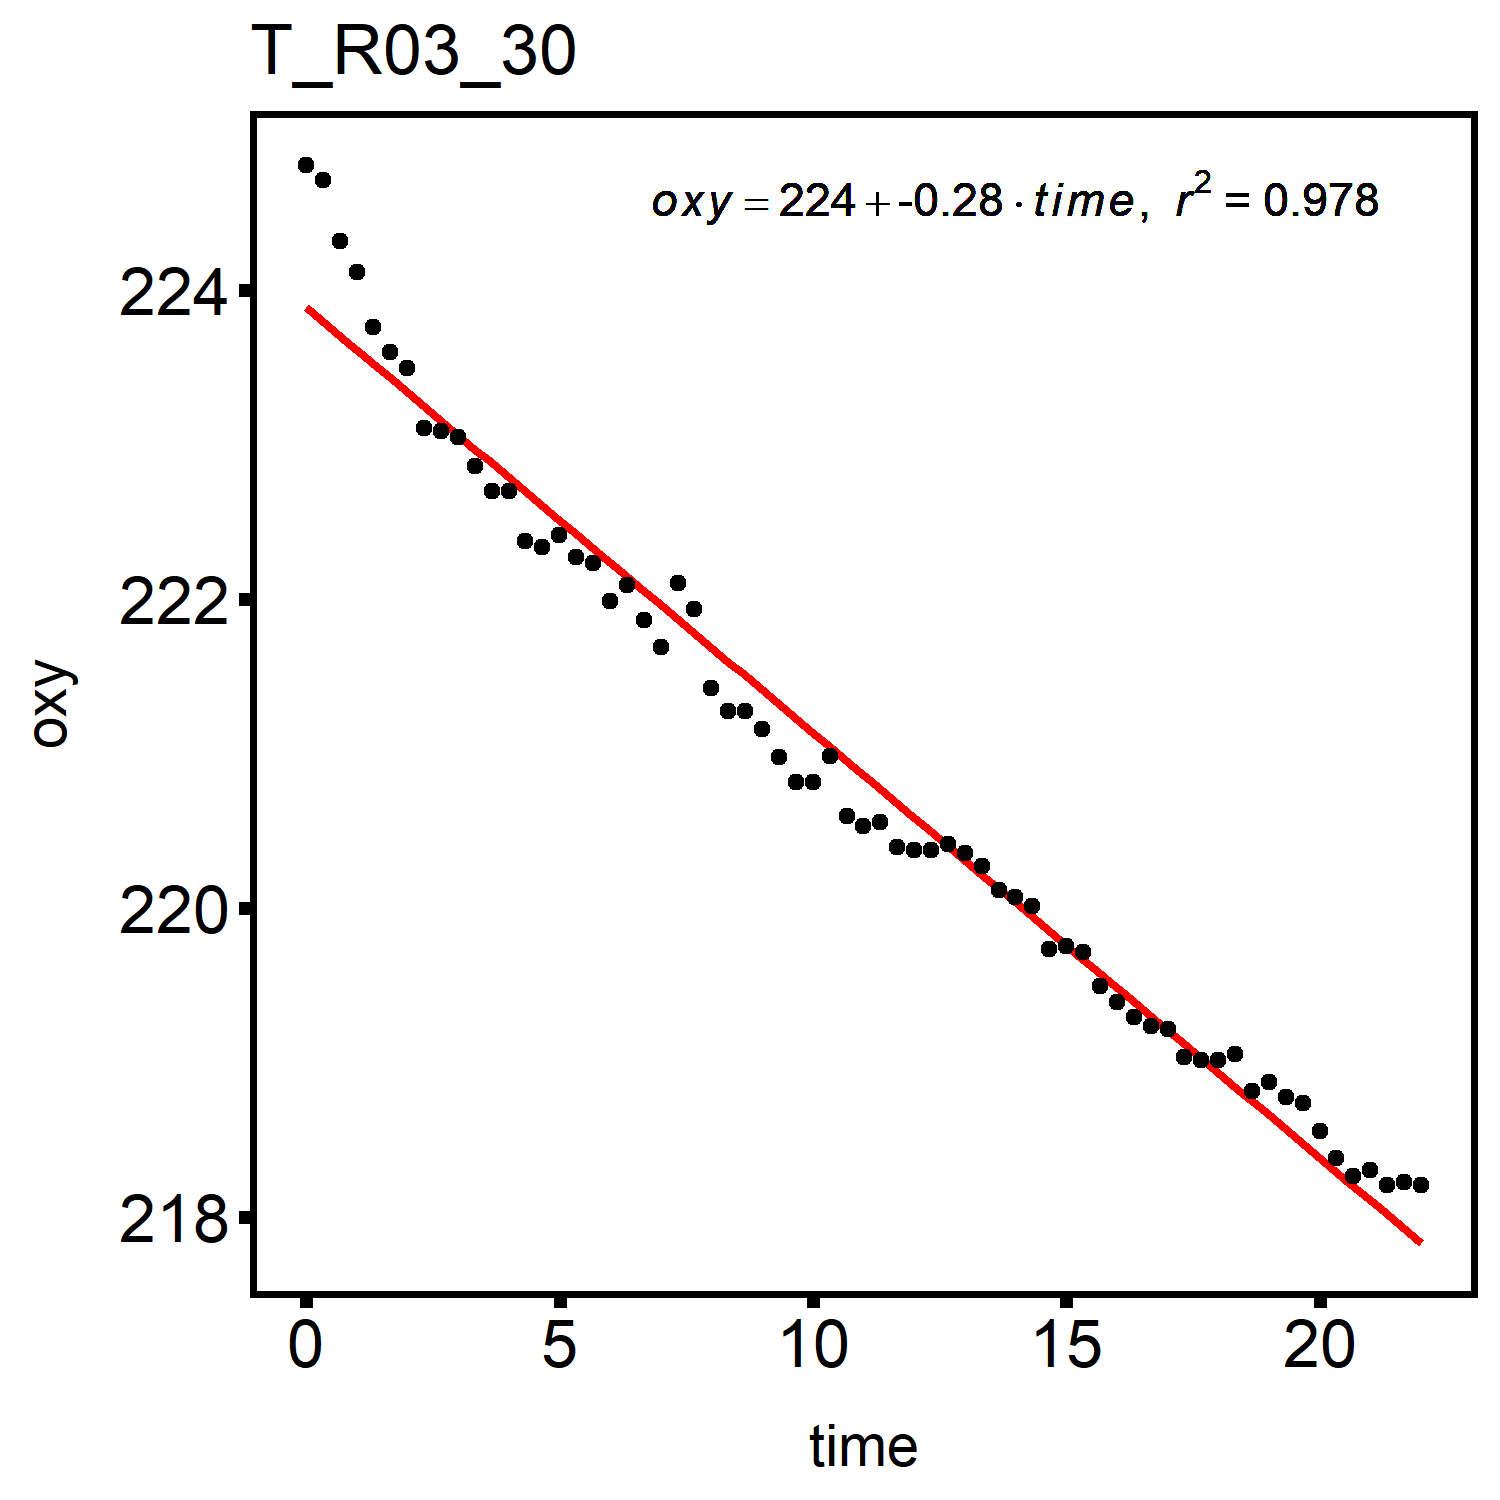 T_R03_30
oxy = 224 + -0.28 · time, r² = 0.978
224
222
220
218
oxy
0 5 10 15 20
time